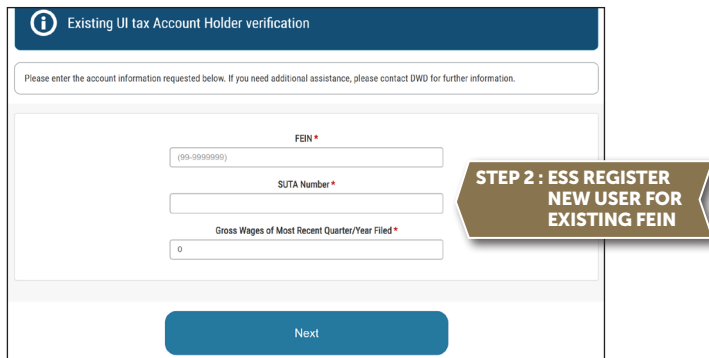 Existing UI tax Account Holder verification
Please enter the account information requested below. If you need additional assistance, please contact DWD for further information.
FEIN *
(99-9999999)
SUTA Number *
Gross Wages of Most Recent Quarter/Year Filed *
0
Next
STEP 2 : ESS REGISTER
NEW USER FOR
EXISTING FEIN